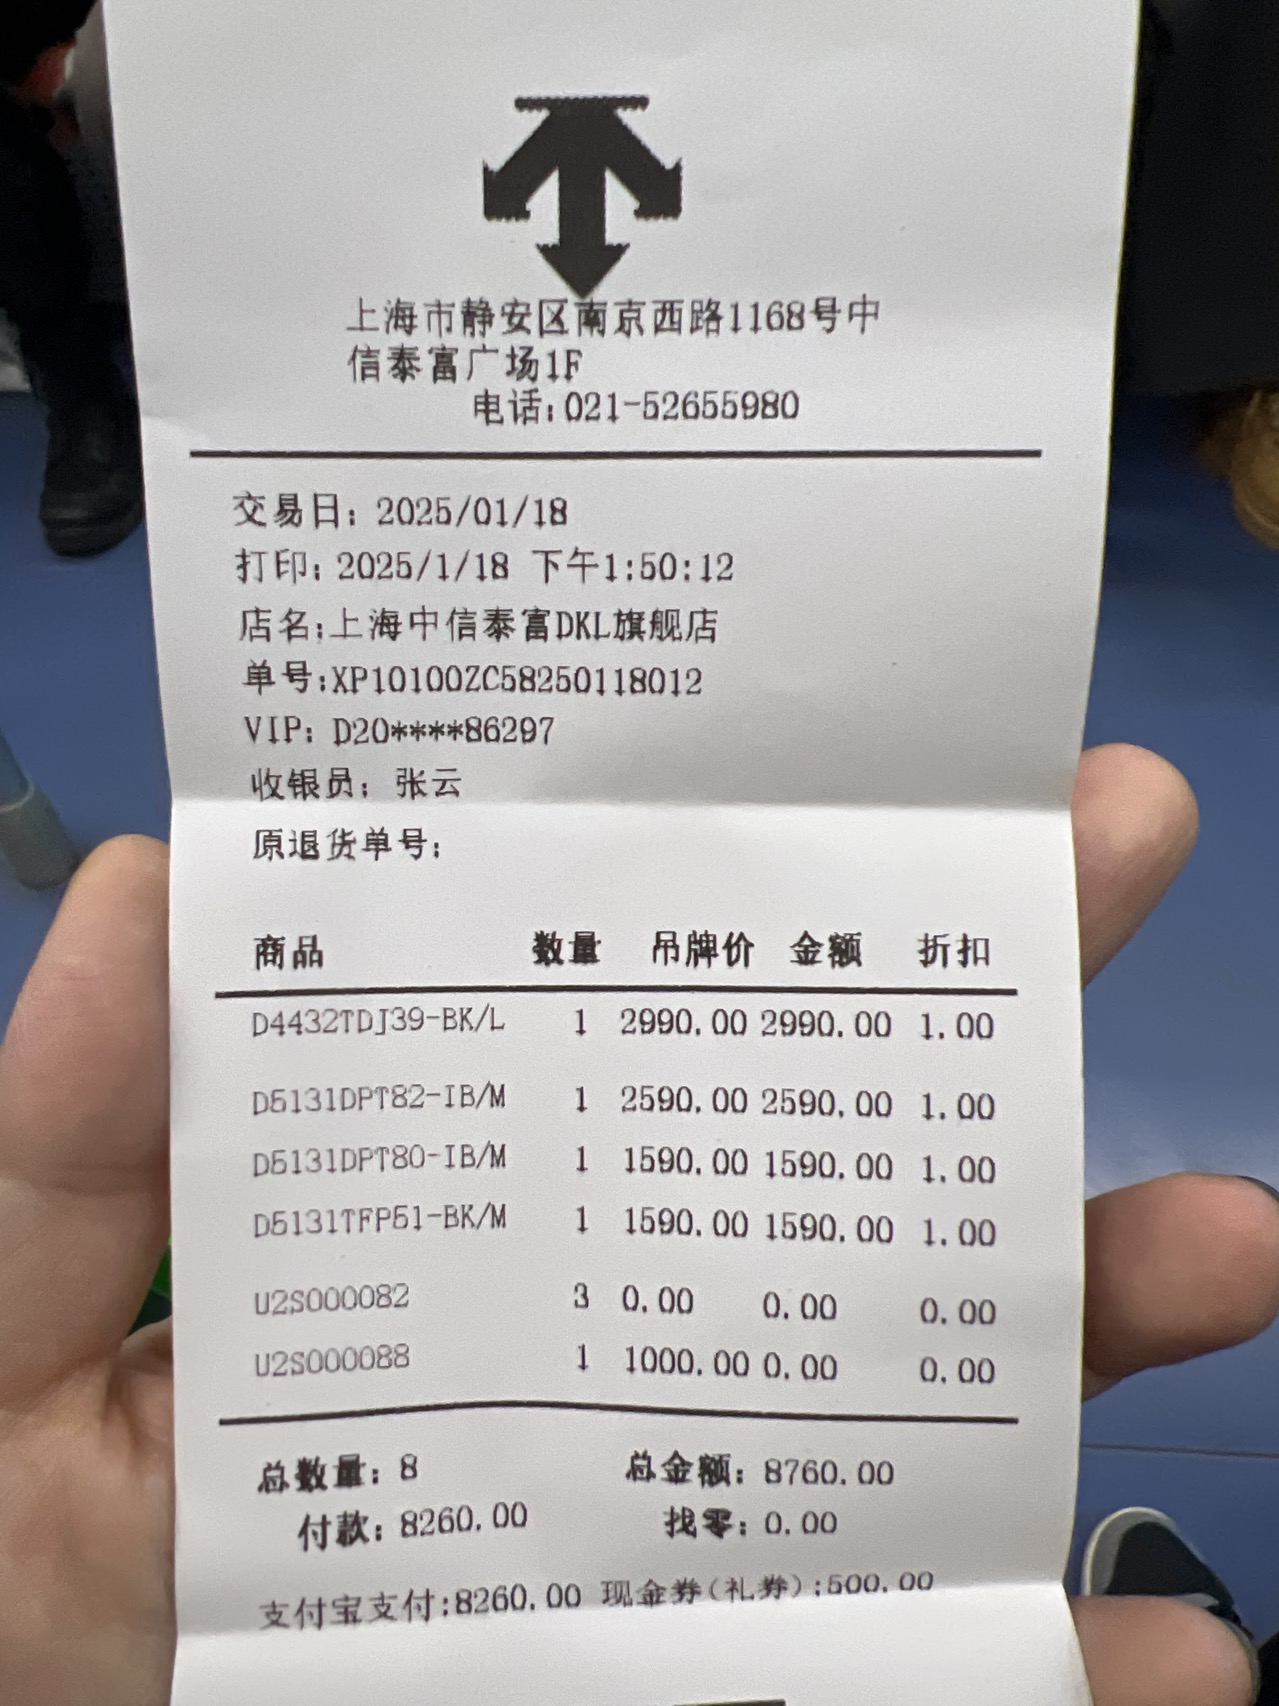 上海市静安区南京西路1168号中
信泰富广场1F
电话:021-52655980
交易日: 2025/01/18
打印: 2025/1/18 下午1:50:12
店名:上海中信泰富DKL旗舰店
单号:XP10100ZC58250118012
VIP: D20****86297
收银员: 张云
原退货单号:
商品 数量 吊牌价 金额 折扣
D4432TDJ39-BK/L 1 2990.00 2990.00 1.00
D5131DPT82-IB/M 1 2590.00 2590.00 1.00
D5131DPT80-IB/M 1 1590.00 1590.00 1.00
D5131TFP51-BK/M 1 1590.00 1590.00 1.00
U2S000082 3 0.00 0.00 0.00
U2S000088 1 1000.00 0.00 0.00
总数量: 8 总金额: 8760.00
付款: 8260.00 找零: 0.00
支付宝支付:8260.00 现金券(礼券):500.00